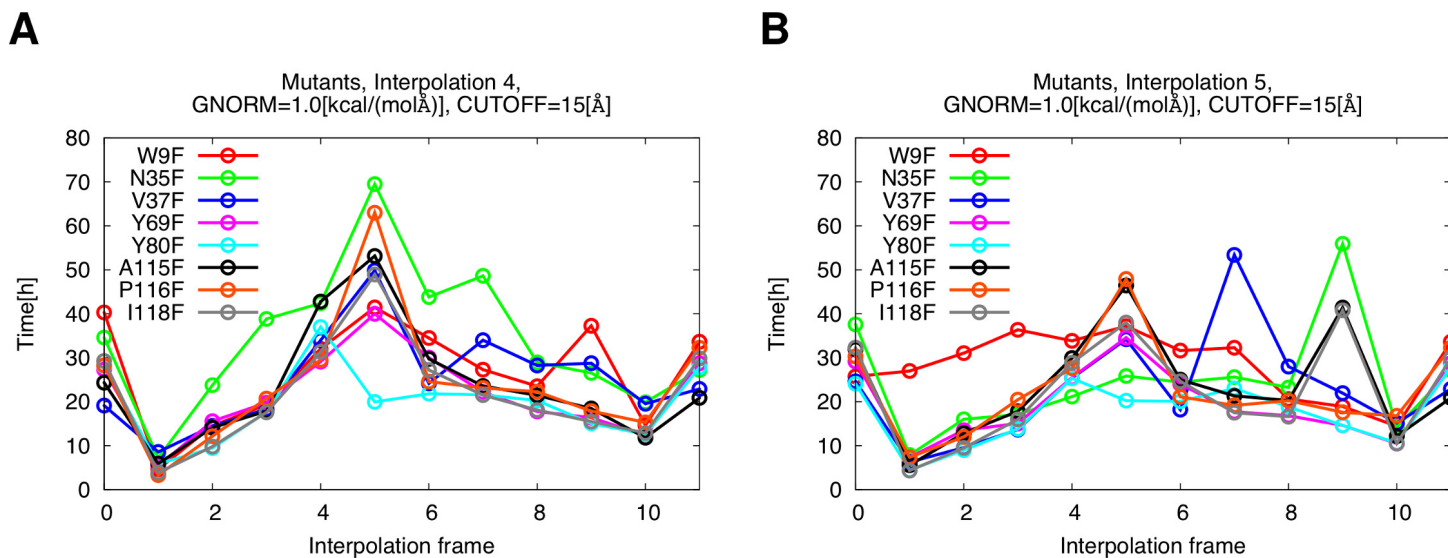 A
Mutants, Interpolation 4,
GNORM=1.0[kcal/(molÅ)], CUTOFF=15[Å]
Time[h]
80
70
60
50
40
30
20
10
0
W9F
N35F
V37F
Y69F
Y80F
A115F
P116F
I118F
0 2 4 6 8 10
Interpolation frame
B
Mutants, Interpolation 5,
GNORM=1.0[kcal/(molÅ)], CUTOFF=15[Å]
Time[h]
80
70
60
50
40
30
20
10
0
W9F
N35F
V37F
Y69F
Y80F
A115F
P116F
I118F
0 2 4 6 8 10
Interpolation frame